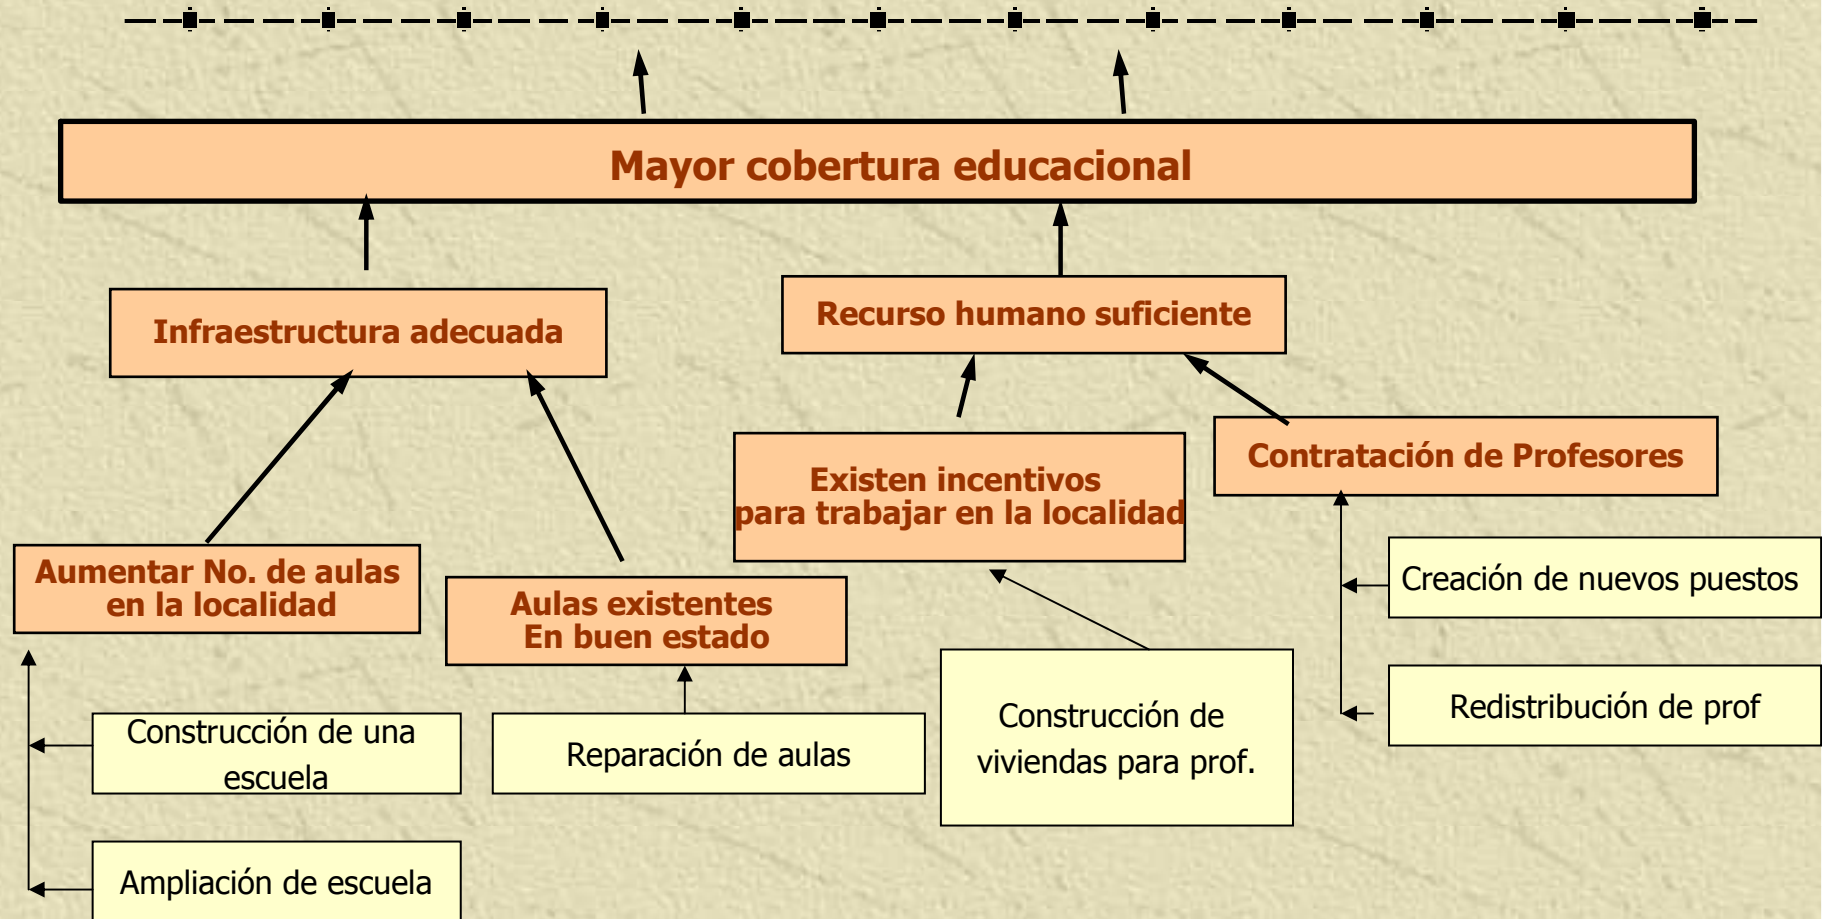 Mayor cobertura educacional
Infraestructura adecuada
Recurso humano suficiente
Existen incentivos
para trabajar en la localidad
Contratación de Profesores
Aumentar No. de aulas
en la localidad
Aulas existentes
En buen estado
Creación de nuevos puestos
Redistribución de prof
Construcción de una
escuela
Reparación de aulas
Construcción de
viviendas para prof.
Ampliación de escuela